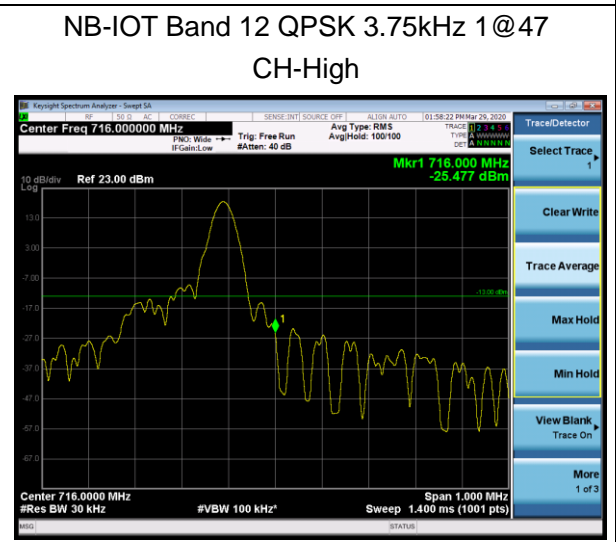 NB-IOT Band 12 QPSK 3.75kHz 1@47
CH-High
Keysight Spectrum Analyzer - Swept SA
RF 50 Ω AC CORREC SENSE:INT SOURCE OFF ALIGN AUTO 01:58:22 PM Mar 29, 2020
Center Freq 716.000000 MHz
PNO: Wide
IFGain:Low
Trig: Free Run
#Atten: 40 dB
Avg Type: RMS
Avg|Hold: 100/100
TRACE 1 2 3 4 5 6
TYPE A WWWWW
DET A NNNNN
Trace/Detector
Mkr1 716.000 MHz
-25.477 dBm
10 dB/div
Log
Ref 23.00 dBm
13.0
3.00
-7.00
-17.0
-27.0
-37.0
-47.0
-57.0
-67.0
-13.00 dBm
1
Center 716.0000 MHz
#Res BW 30 kHz
#VBW 100 kHz*
Span 1.000 MHz
Sweep 1.400 ms (1001 pts)
MSG
STATUS
Select Trace
1
Clear Write
Trace Average
Max Hold
Min Hold
View Blank
Trace On
More
1 of 3